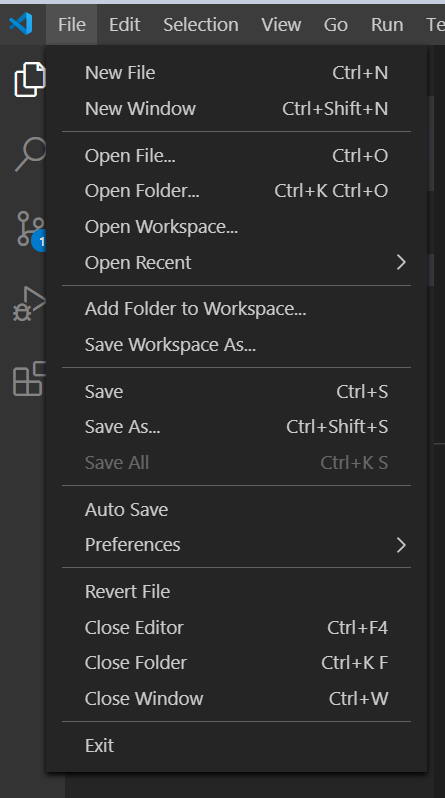 File Edit Selection View Go Run Te
New File Ctrl+N
New Window Ctrl+Shift+N
Open File... Ctrl+O
Open Folder... Ctrl+K Ctrl+O
Open Workspace...
Open Recent
1
Add Folder to Workspace...
Save Workspace As...
Save Ctrl+S
Save As... Ctrl+Shift+S
Save All Ctrl+K S
Auto Save
Preferences
Revert File
Close Editor Ctrl+F4
Close Folder Ctrl+K F
Close Window Ctrl+W
Exit